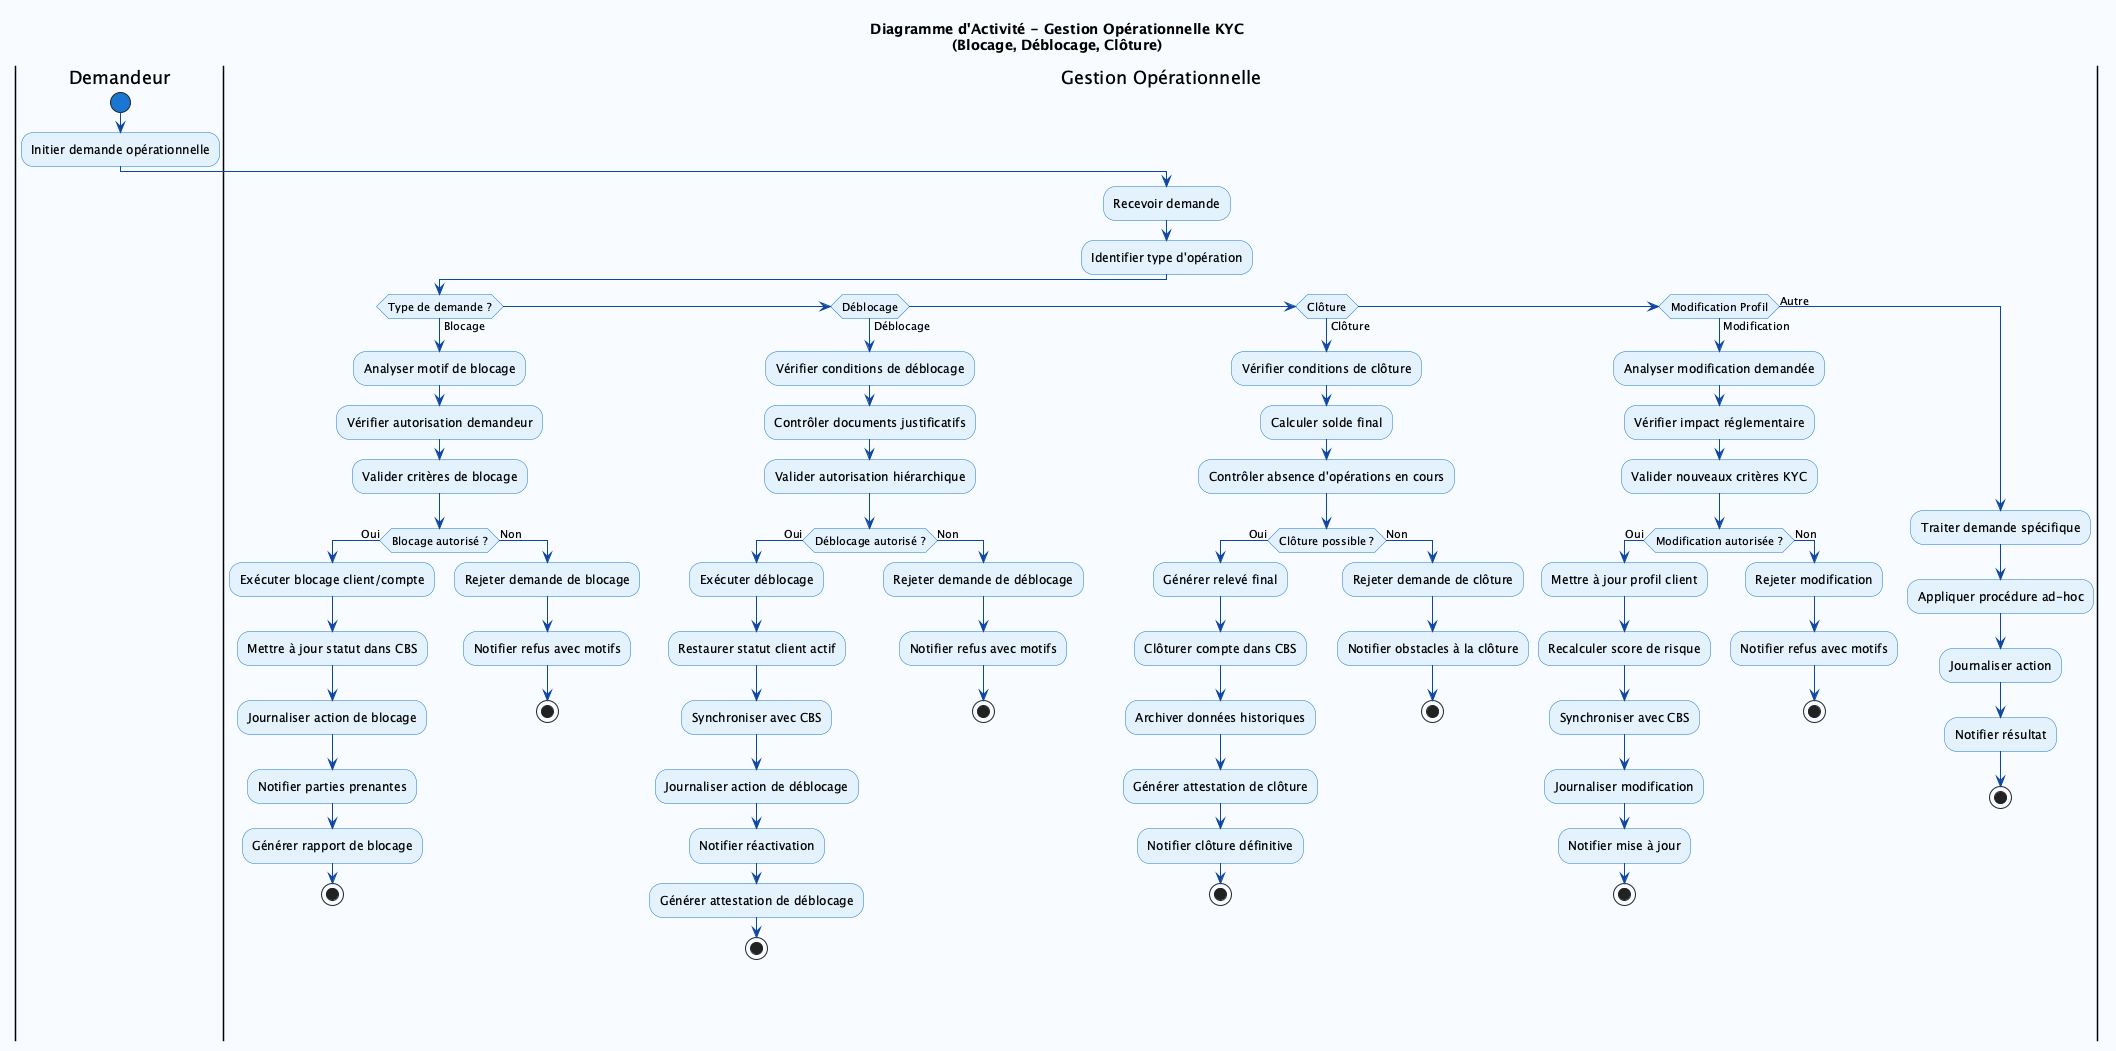 Diagramme d'Activité - Gestion Opérationnelle KYC
(Blocage, Déblocage, Clôture)
Demandeur
Gestion Opérationnelle
Initier demande opérationnelle
Recevoir demande
Identifier type d'opération
Type de demande ?
Déblocage
Clôture
Modification Profil
Autre
Blocage
Déblocage
Clôture
Modification
Analyser motif de blocage
Vérifier conditions de déblocage
Vérifier conditions de clôture
Analyser modification demandée
Vérifier autorisation demandeur
Contrôler documents justificatifs
Calculer solde final
Vérifier impact réglementaire
Valider critères de blocage
Valider autorisation hiérarchique
Contrôler absence d'opérations en cours
Valider nouveaux critères KYC
Traiter demande spécifique
Oui
Blocage autorisé ?
Non
Oui
Déblocage autorisé ?
Non
Oui
Clôture possible ?
Non
Oui
Modification autorisée ?
Non
Exécuter blocage client/compte
Rejeter demande de blocage
Exécuter déblocage
Rejeter demande de déblocage
Générer relevé final
Rejeter demande de clôture
Mettre à jour profil client
Rejeter modification
Appliquer procédure ad-hoc
Mettre à jour statut dans CBS
Notifier refus avec motifs
Restaurer statut client actif
Notifier refus avec motifs
Clôturer compte dans CBS
Notifier obstacles à la clôture
Recalculer score de risque
Notifier refus avec motifs
Journaliser action
Journaliser action de blocage
Synchroniser avec CBS
Archiver données historiques
Synchroniser avec CBS
Notifier résultat
Notifier parties prenantes
Journaliser action de déblocage
Générer attestation de clôture
Journaliser modification
Générer rapport de blocage
Notifier réactivation
Notifier clôture définitive
Notifier mise à jour
Générer attestation de déblocage